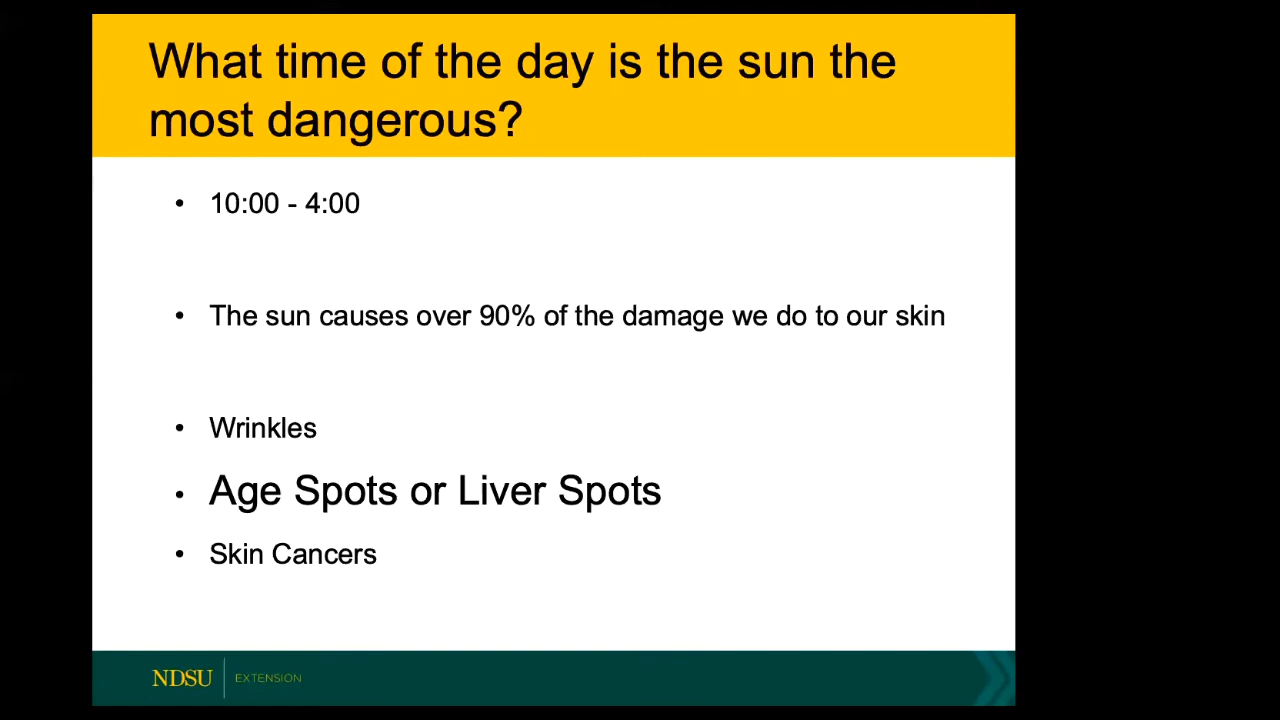 What time of the day is the sun the
most dangerous?
• 10:00 - 4:00
• The sun causes over 90% of the damage we do to our skin
• Wrinkles
• Age Spots or Liver Spots
• Skin Cancers
NDSU EXTENSION